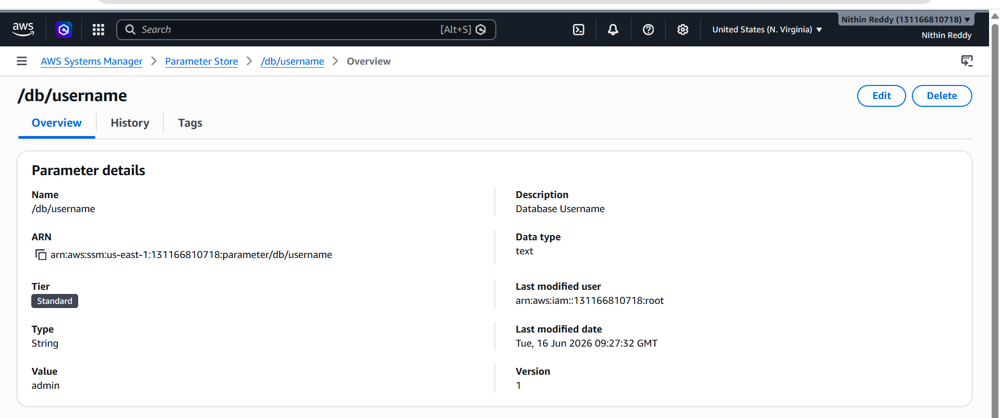 aws
Search [Alt+S]
United States (N. Virginia) ▼
Nithin Reddy (131166810718) ▼
Nithin Reddy
AWS Systems Manager > Parameter Store > /db/username > Overview
/db/username
Edit
Delete
Overview
History
Tags
Parameter details
Name
/db/username
Description
Database Username
ARN
arn:aws:ssm:us-east-1:131166810718:parameter/db/username
Data type
text
Tier
Standard
Last modified user
arn:aws:iam::131166810718:root
Type
String
Last modified date
Tue, 16 Jun 2026 09:27:32 GMT
Value
admin
Version
1